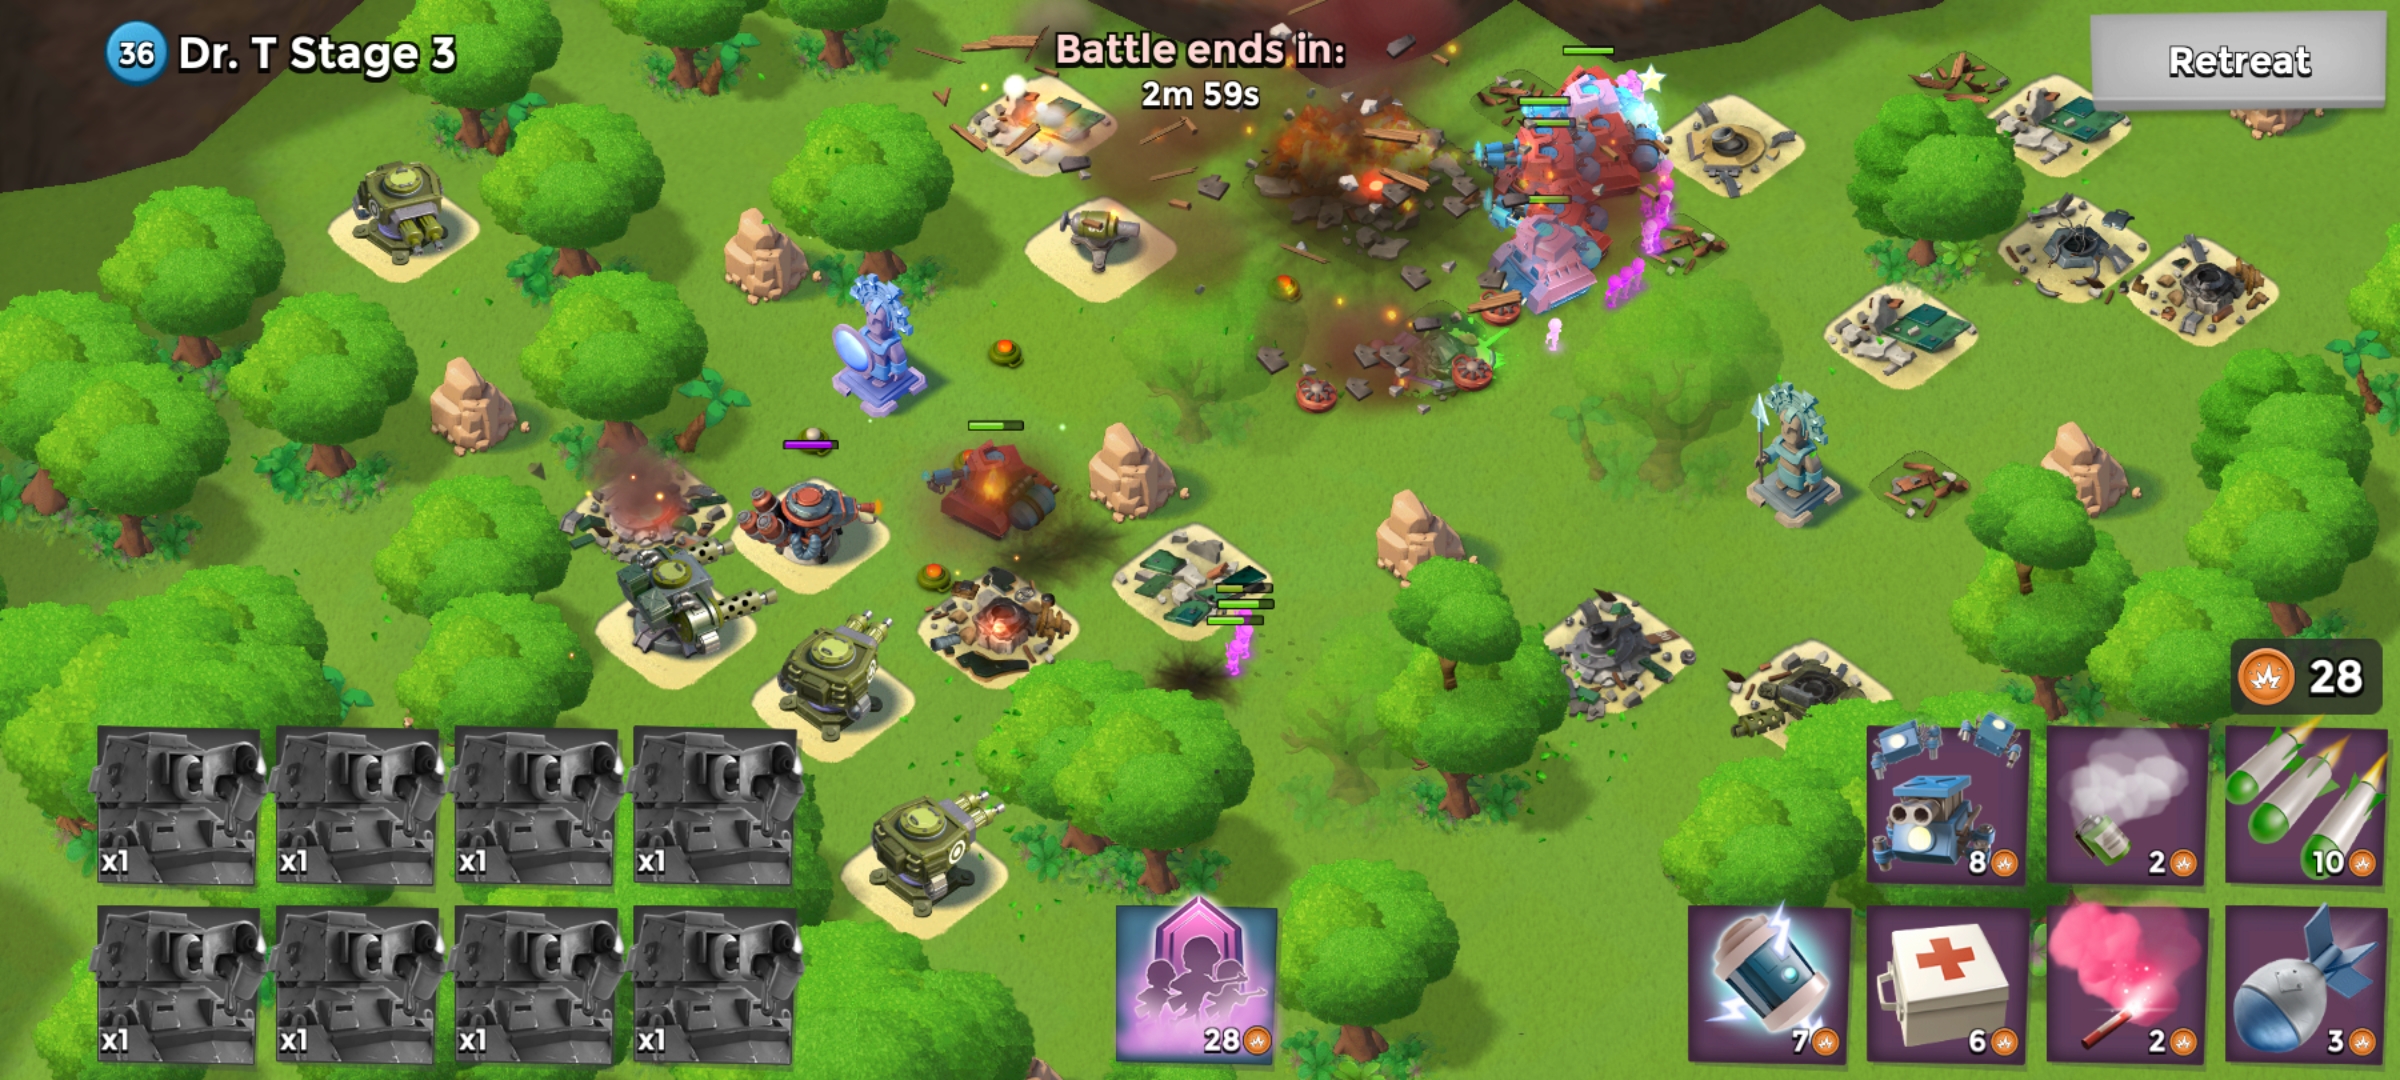 36 Dr. T Stage 3
Battle ends in:
2m 59s
Retreat
28
8
2
10
x1
x1
x1
x1
x1
x1
x1
x1
28
7
6
2
3